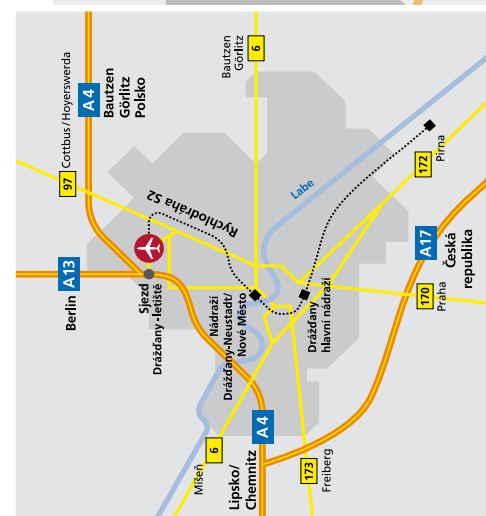 Cottbus / Hoyerswerda
97
A 4
Bautzen
Görlitz
Polsko
Bautzen
Görlitz
6
Labe
Rychlodráha S2
172
Pirna
A 13
Berlin
Sjezd
Drážďany -letiště
Nádraží
Drážďany-Neustadt/
Nové Město
Drážďany
hlavní nádraží
A17
Česká
republika
170
Praha
Míšeň
6
A 4
Lipsko/
Chemnitz
173
Freiberg